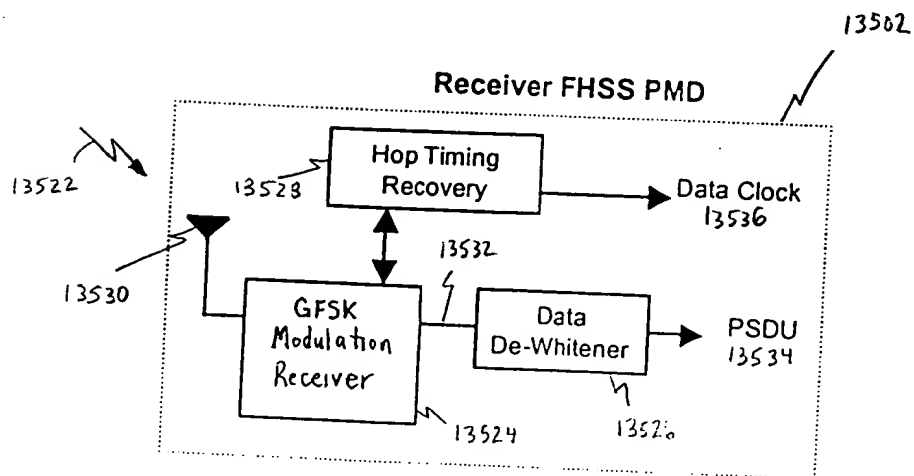 13502
Receiver FHSS PMD
13522
Hop Timing
Recovery
13528
Data Clock
13536
13532
13530
GFSK
Modulation
Receiver
Data
De-Whitener
PSDU
13534
13524
13526